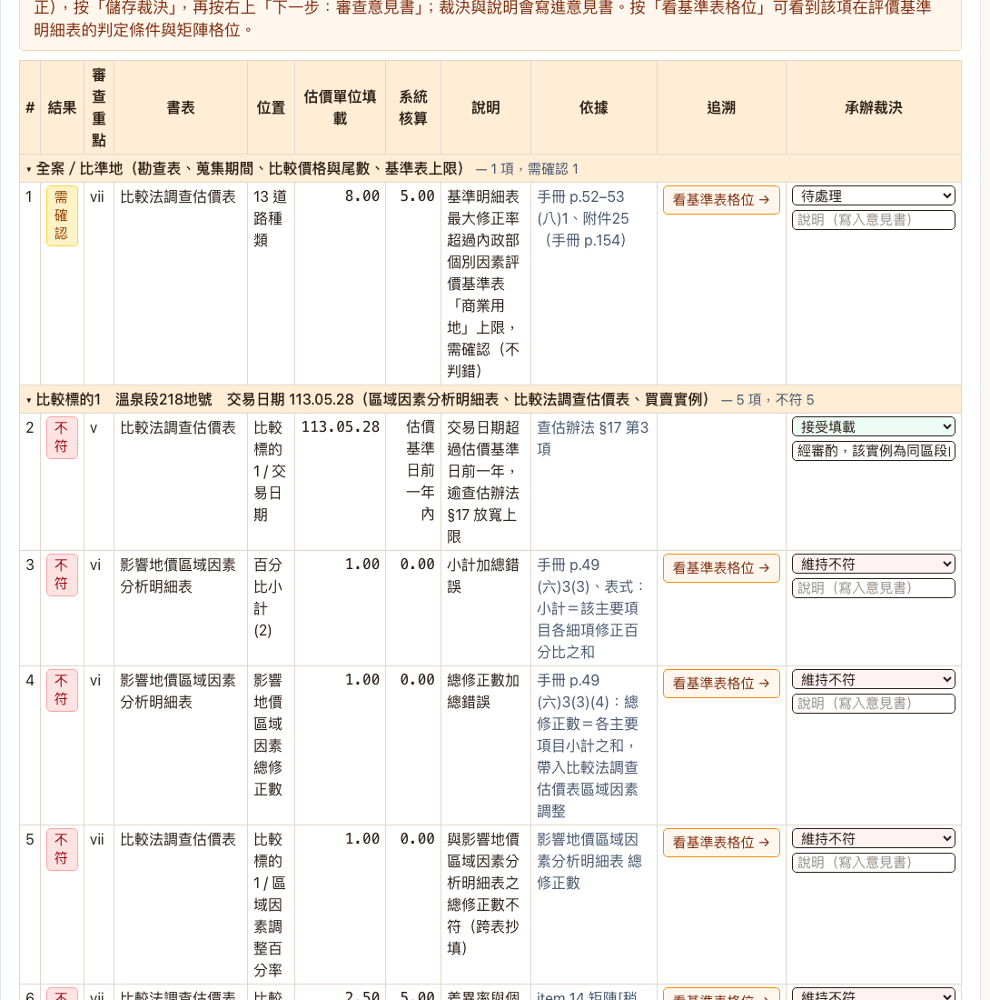 正），按「儲存裁決」，再按右上「下一步：審查意見書」；裁決與說明會寫進意見書。按「看基準表格位」可看到該項在評價基準
明細表的判定條件與矩陣格位。
# 結果 審查重點 書表 位置 估價單位填載 系統核算 說明 依據 追溯 承辦裁決
▾ 全案 / 比準地（勘查表、蒐集期間、比較價格與尾數、基準表上限） — 1 項，需確認 1
1
需
確
認
vii
比較法調查估價表
13 道
路種
類
8.00
5.00
基準明細表
最大修正率
超過內政部
個別因素評
價基準表
「商業用
地」上限，
需確認（不
判錯）
手冊 p.52–53
(八)1、附件25
（手冊 p.154）
看基準表格位 →
待處理
說明（寫入意見書）
▾ 比較標的1　溫泉段218地號　交易日期 113.05.28（區域因素分析明細表、比較法調查估價表、買賣實例） — 5 項，不符 5
2
不
符
v
比較法調查估價表
比較
標的
1 / 交
易日
期
113.05.28
估價
基準
日前
一年
內
交易日期超
過估價基準
日前一年，
逾查估辦法
§17 放寬上
限
查估辦法 §17 第3
項
接受填載
經審酌，該實例為同區段
3
不
符
vi
影響地價區域因素
分析明細表
百分
比小
計
(2)
1.00
0.00
小計加總錯
誤
手冊 p.49
(六)3(3)、表式：
小計＝該主要項
目各細項修正百
分比之和
看基準表格位 →
維持不符
說明（寫入意見書）
4
不
符
vi
影響地價區域因素
分析明細表
影響
地價
區域
因素
總修
正數
1.00
0.00
總修正數加
總錯誤
手冊 p.49
(六)3(3)(4)：總
修正數＝各主要
項目小計之和，
帶入比較法調查
估價表區域因素
調整
看基準表格位 →
維持不符
說明（寫入意見書）
5
不
符
vii
比較法調查估價表
比較
標的
1 / 區
域因
素調
整百
分率
1.00
0.00
與影響地價
區域因素分
析明細表之
總修正數不
符（跨表抄
填）
影響地價區域因
素分析明細表 總
修正數
看基準表格位 →
維持不符
說明（寫入意見書）
6
不
vii
比較法調查估價表
比較
2.50
5.00
差異率與個
item 14 矩陣[稍
看基準表格位 →
維持不符